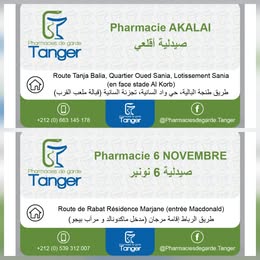 Pharmacies de garde
Tanger
Pharmacie AKALAI
صيدلية أقلعي
Route Tanja Balia, Quartier Oued Sania, Lotissement Sania
(en face stade Al Korb)
طريق طنجة البالية، حي واد السانية، تجزئة السانية (قبالة ملعب القرب)
+212 (0) 663 145 178
@Pharmaciesdegarde.Tanger
Pharmacies de garde
Tanger
Pharmacie 6 NOVEMBRE
صيدلية 6 نونبر
Route de Rabat Résidence Marjane (entrée Macdonald)
طريق الرباط إقامة مرجان (مدخل ماكدونالد و مرآب بيجو)
+212 (0) 539 312 007
@Pharmaciesdegarde.Tanger